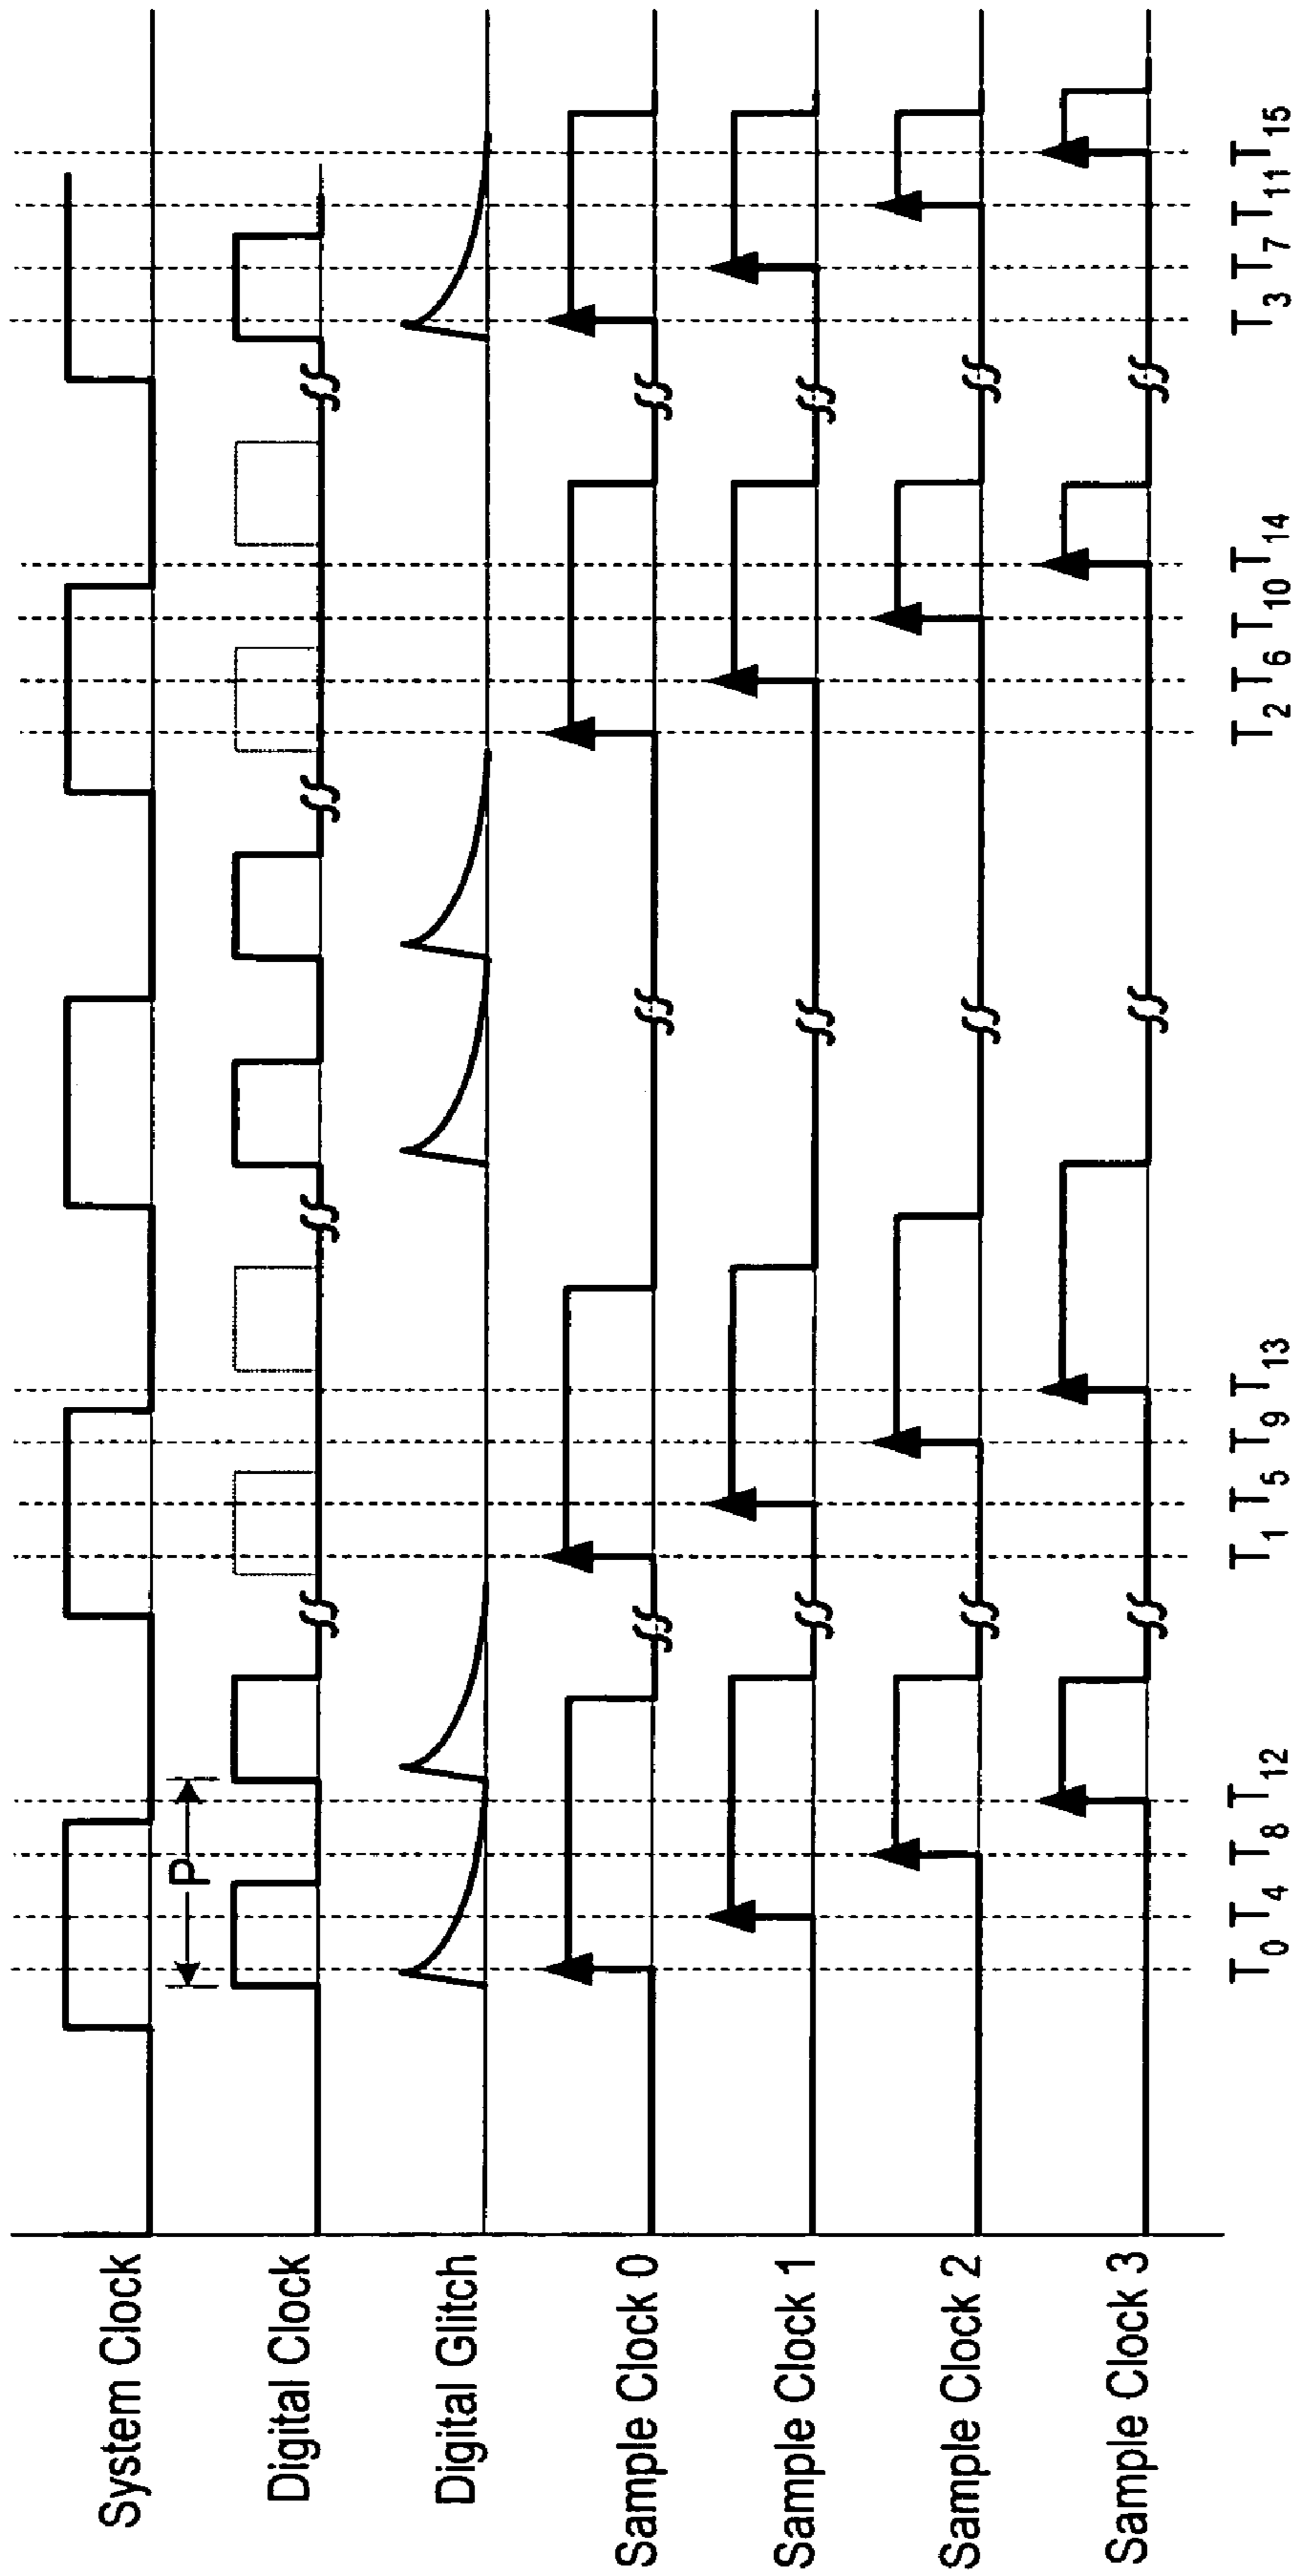 System Clock
Digital Clock
Digital Glitch
Sample Clock 0
Sample Clock 1
Sample Clock 2
Sample Clock 3
P
T0 T4 T8 T12 T1 T5 T9 T13 T2 T6 T10 T14 T3 T7 T11 T15